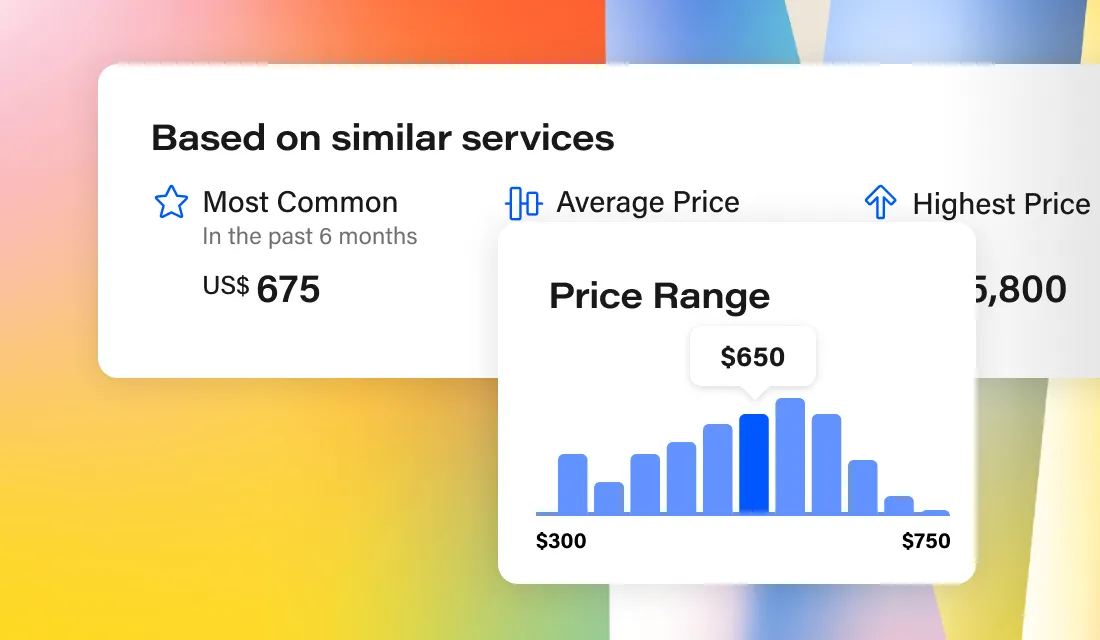 Based on similar services
Most Common
In the past 6 months
US$ 675
Average Price
Highest Price
5,800
Price Range
$650
$300
$750